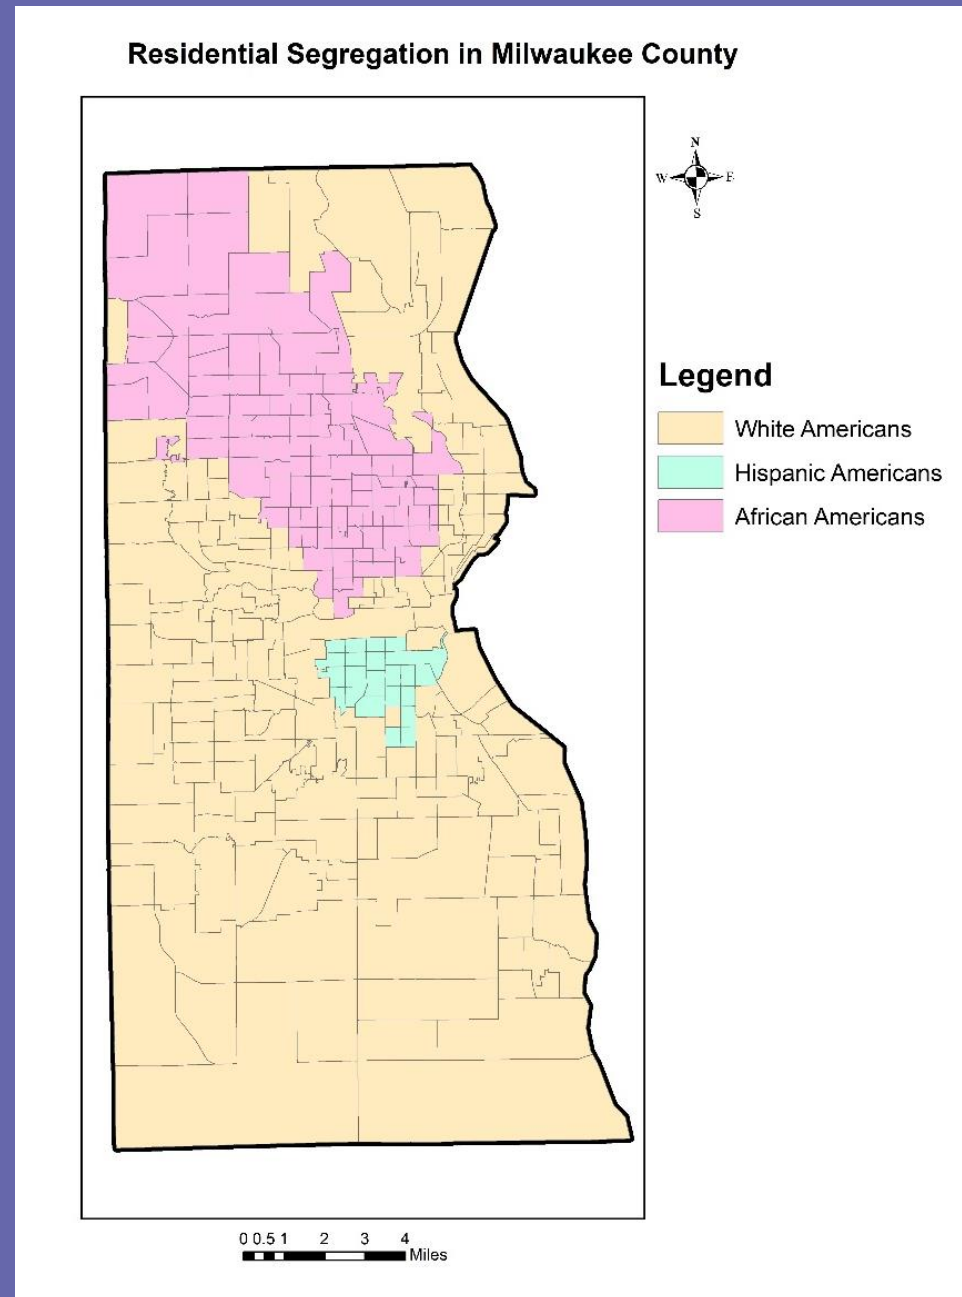 Residential Segregation in Milwaukee County
N
W E
S
Legend
White Americans
Hispanic Americans
African Americans
0 0.5 1 2 3 4
Miles